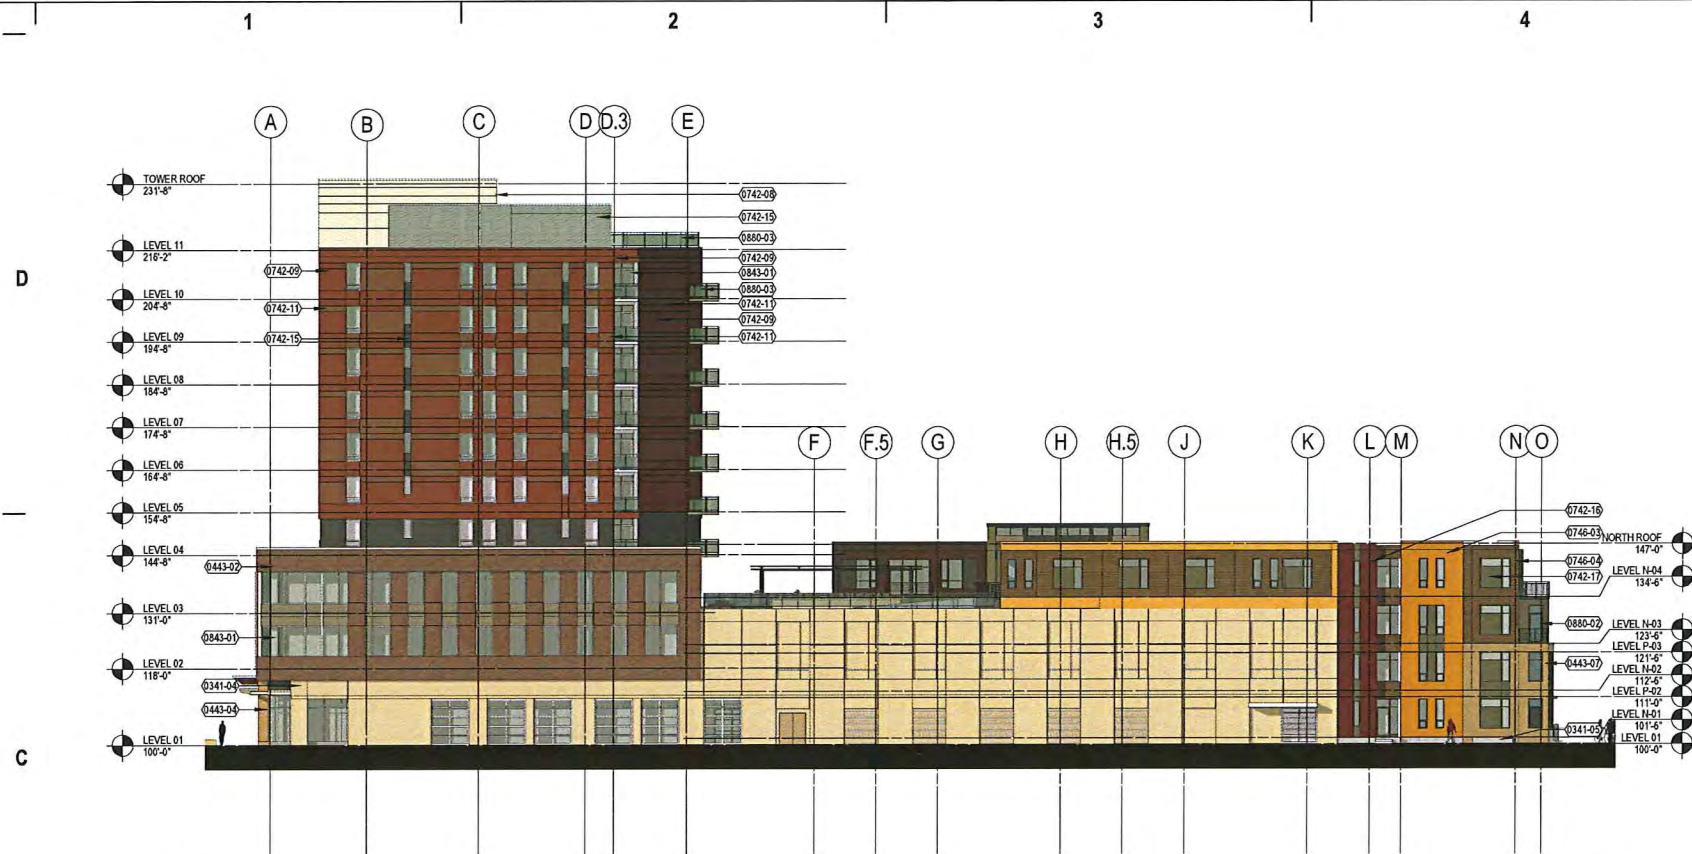 1 2 3 4
A B C D D.3 E
TOWER ROOF
231'-8"
0742-08
0742-15
0880-03
LEVEL 11
216'-2"
0742-09
0742-09
0843-01
D
0880-03
LEVEL 10
204'-8"
0742-11
0742-11
0742-09
LEVEL 09
194'-8"
0742-15
0742-11
LEVEL 08
184'-8"
LEVEL 07
174'-8"
F F.5 G H H.5 J K L M N O
LEVEL 06
164'-8"
LEVEL 05
154'-8"
0742-16
0746-03
NORTH ROOF
147'-0"
LEVEL 04
144'-8"
0443-02
0746-04
0742-17
LEVEL N-04
134'-6"
LEVEL 03
131'-0"
0843-01
0880-02
LEVEL N-03
123'-6"
LEVEL P-03
121'-6"
LEVEL 02
118'-0"
0443-07
LEVEL N-02
112'-6"
0341-04
LEVEL P-02
111'-0"
0443-04
LEVEL N-01
101'-6"
0341-05
LEVEL 01
100'-0"
LEVEL 01
100'-0"
C